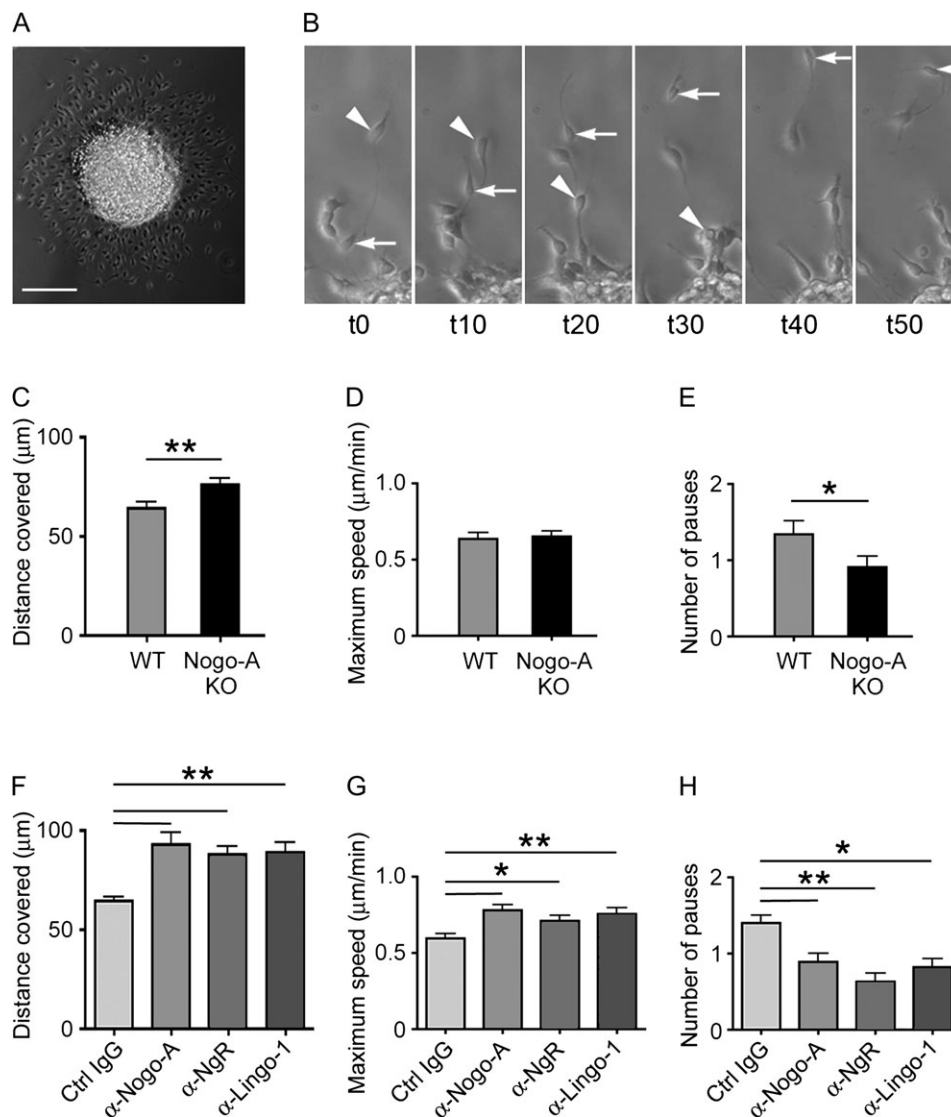 A
B
t0
t10
t20
t30
t40
t50
C
Distance covered (μm)
100
50
0
**
WT
Nogo-A
KO
D
Maximum speed (μm/min)
1.0
0.5
0
WT
Nogo-A
KO
E
Number of pauses
2
1
0
*
WT
Nogo-A
KO
F
Distance covered (μm)
100
50
0
**
Ctrl IgG
α-Nogo-A
α-NgR
α-Lingo-1
G
Maximum speed (μm/min)
1.0
0.5
0
**
*
Ctrl IgG
α-Nogo-A
α-NgR
α-Lingo-1
H
Number of pauses
2
1
0
*
**
Ctrl IgG
α-Nogo-A
α-NgR
α-Lingo-1